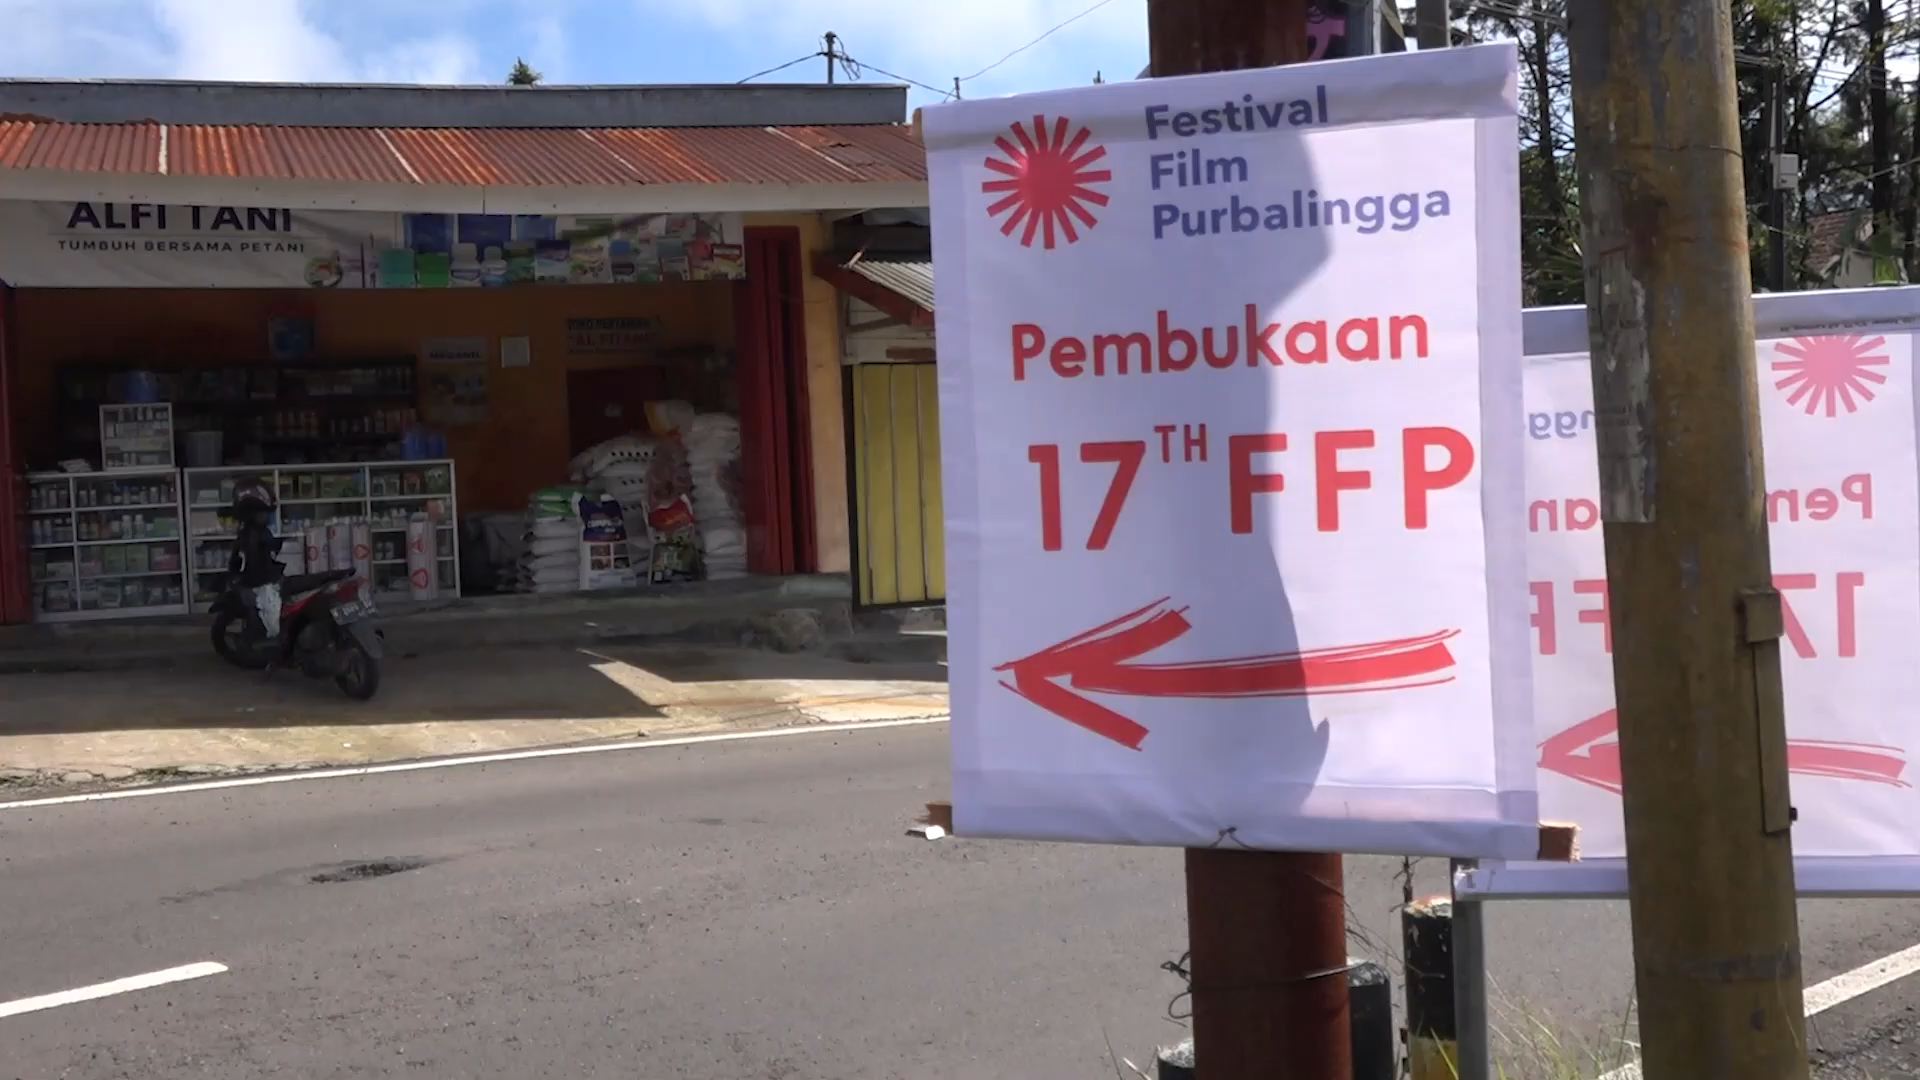 ALFI TANI
TUMBUH BERSAMA PETANI
Festival
Film
Purbalingga
Pembukaan
17TH FFP